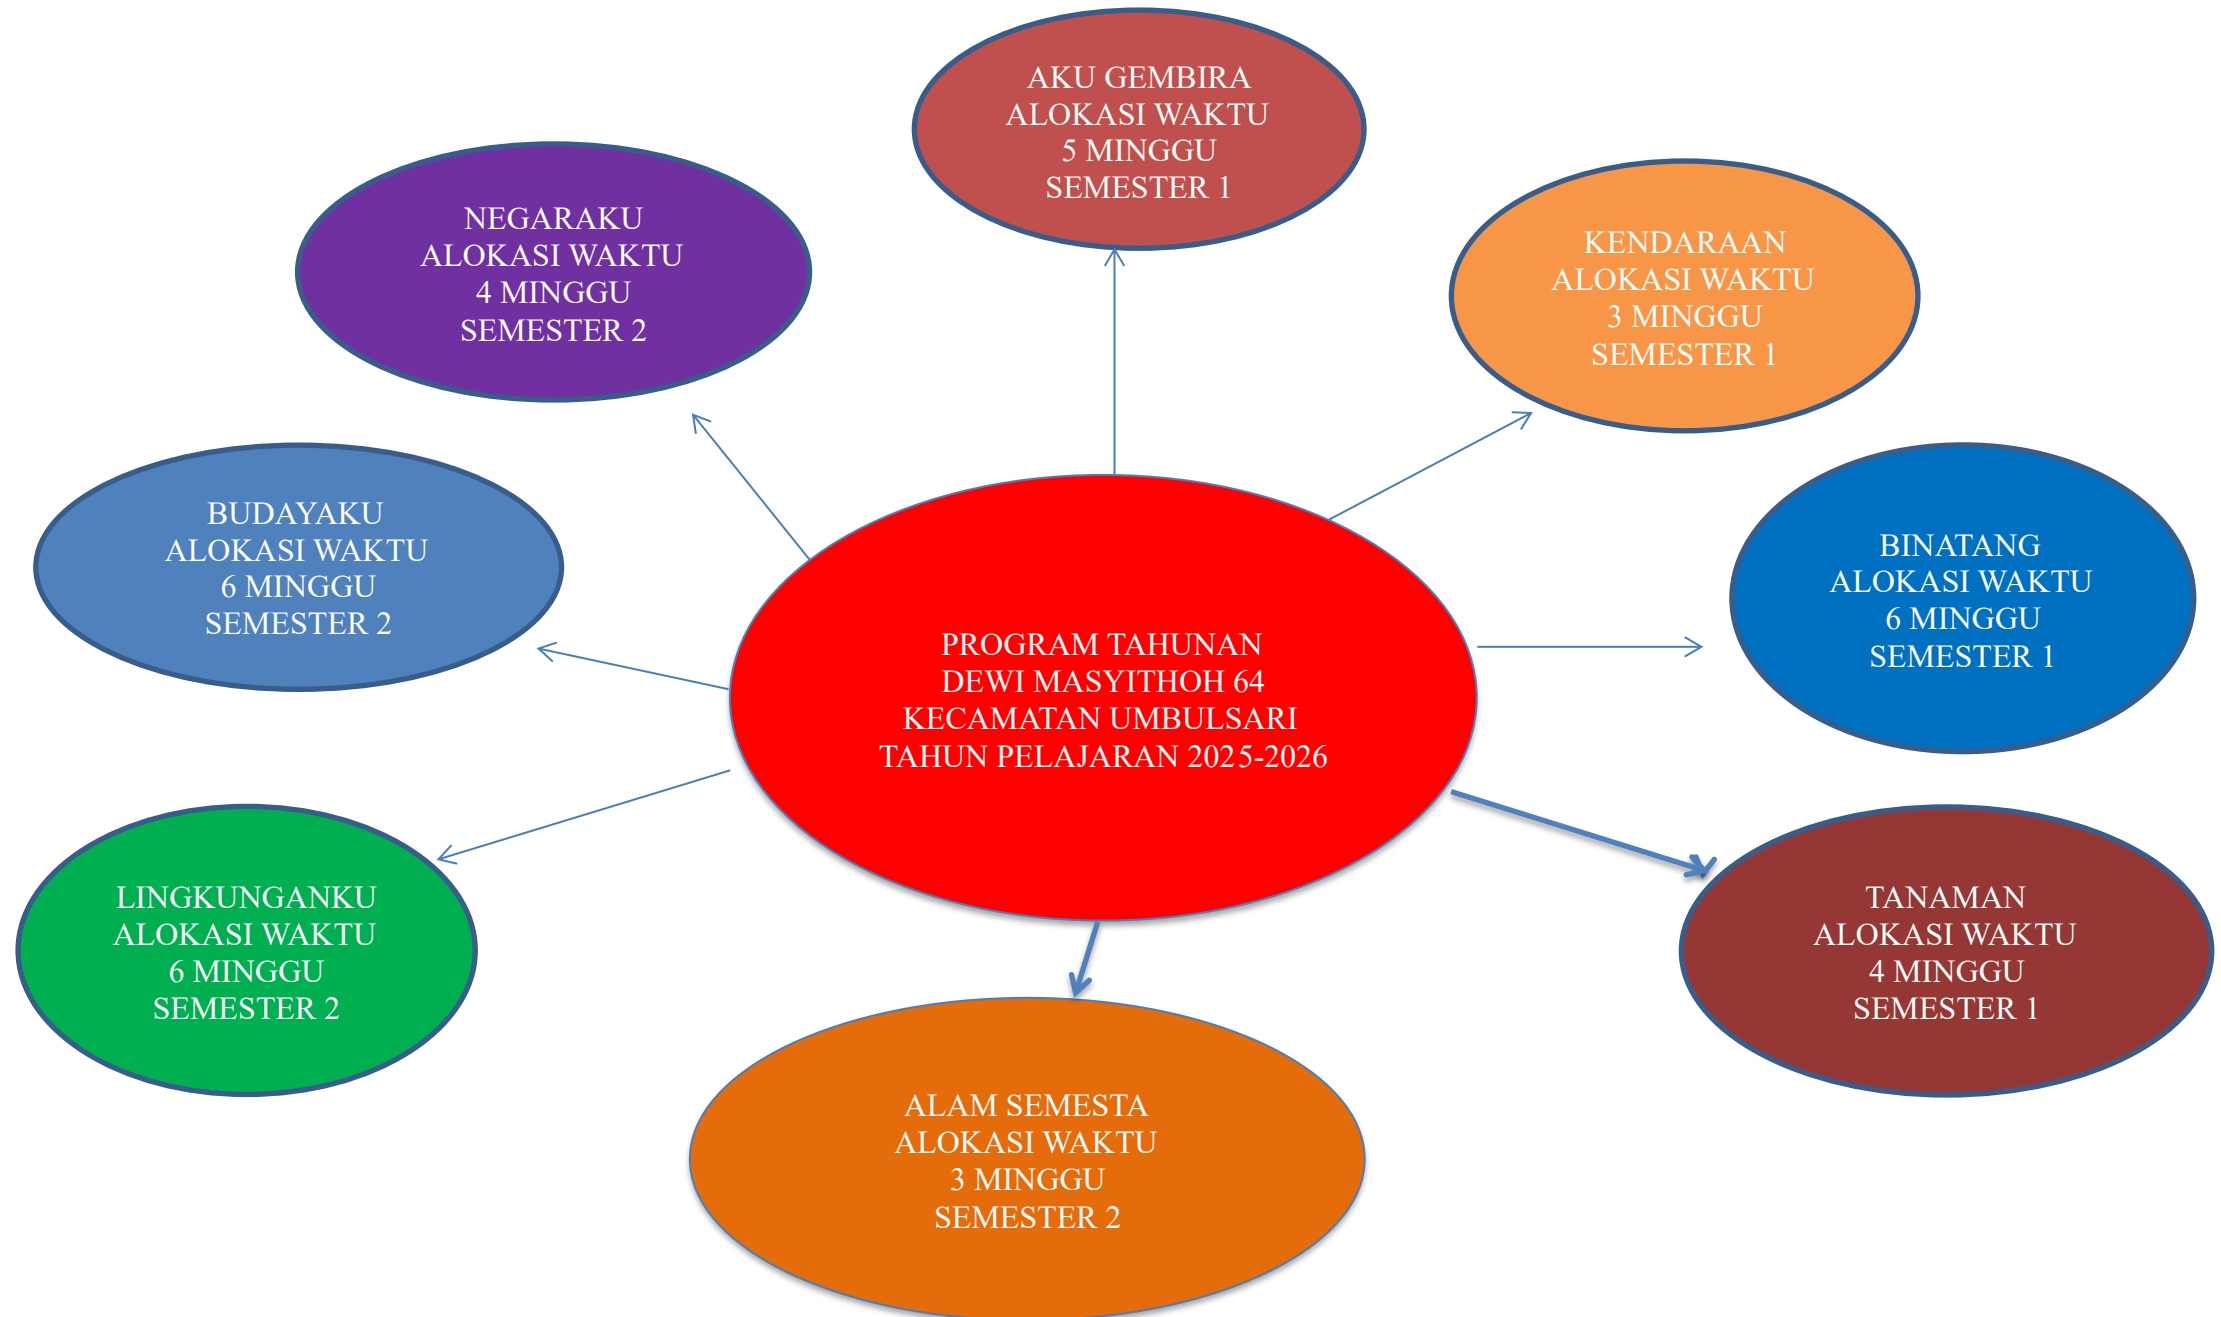 AKU GEMBIRA
ALOKASI WAKTU
5 MINGGU
SEMESTER 1
NEGARAKU
ALOKASI WAKTU
4 MINGGU
SEMESTER 2
KENDARAAN
ALOKASI WAKTU
3 MINGGU
SEMESTER 1
BUDAYAKU
ALOKASI WAKTU
6 MINGGU
SEMESTER 2
BINATANG
ALOKASI WAKTU
6 MINGGU
SEMESTER 1
PROGRAM TAHUNAN
DEWI MASYITHOH 64
KECAMATAN UMBULSARI
TAHUN PELAJARAN 2025-2026
LINGKUNGANKU
ALOKASI WAKTU
6 MINGGU
SEMESTER 2
TANAMAN
ALOKASI WAKTU
4 MINGGU
SEMESTER 1
ALAM SEMESTA
ALOKASI WAKTU
3 MINGGU
SEMESTER 2